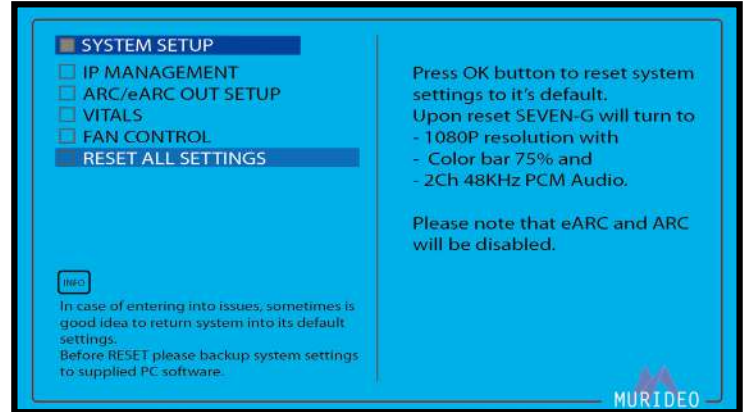 SYSTEM SETUP
IP MANAGEMENT
ARC/eARC OUT SETUP
VITALS
FAN CONTROL
RESET ALL SETTINGS
INFO
In case of entering into issues, sometimes is
good idea to return system into its default
settings.
Before RESET please backup system settings
to supplied PC software.
Press OK button to reset system
settings to it's default.
Upon reset SEVEN-G will turn to
- 1080P resolution with
- Color bar 75% and
- 2Ch 48KHz PCM Audio.
Please note that eARC and ARC
will be disabled.
MURIDEO